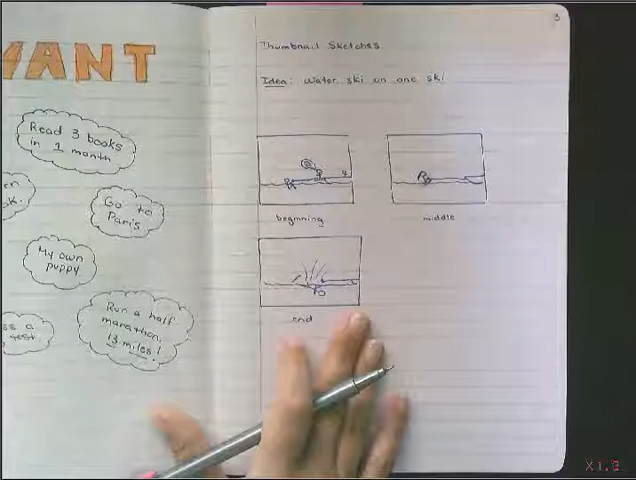 WANT
Read 3 books
in 1 month
Go to
Paris
My own
puppy
Run a half
marathon,
13 miles!
3
Thumbnail Sketches
Idea: Water ski on one ski
beginning
middle
end
X1.0